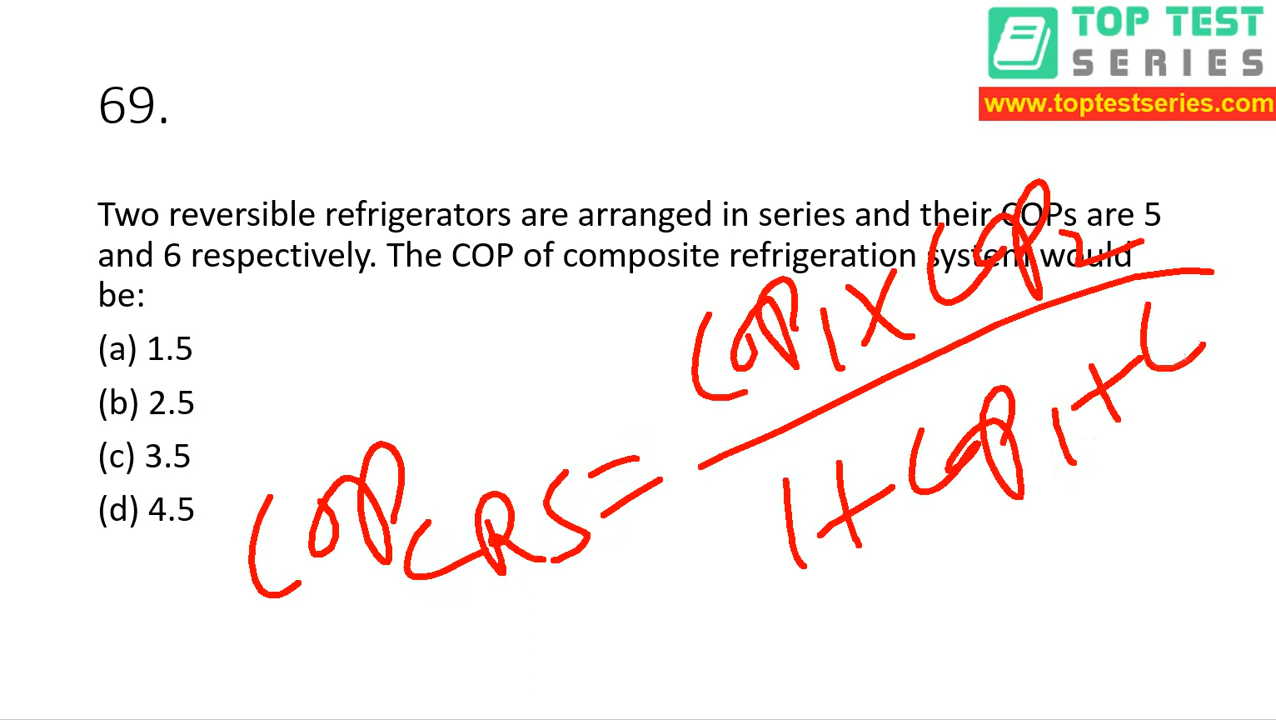 TOP TEST
SERIES
www.toptestseries.com
69.
Two reversible refrigerators are arranged in series and their COPs are 5
and 6 respectively. The COP of composite refrigeration system would
be:
(a) 1.5
(b) 2.5
(c) 3.5
(d) 4.5
COP1 X COP2
COPCRS =
1 + COP1 + C